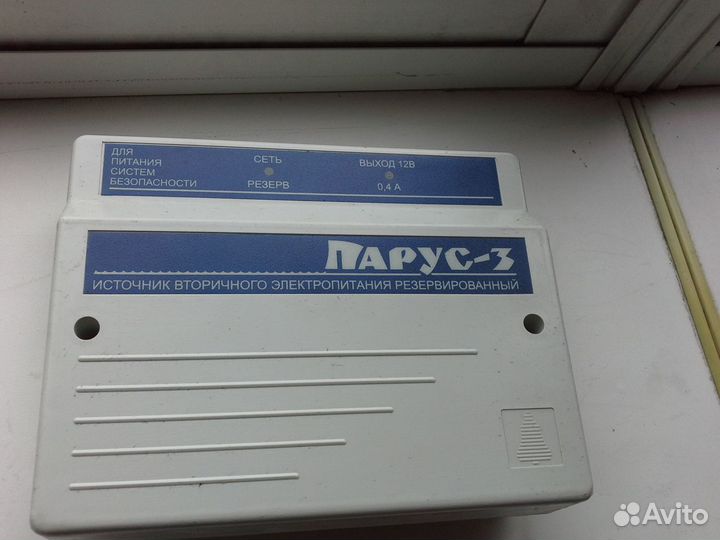 ДЛЯ
ПИТАНИЯ
СИСТЕМ
БЕЗОПАСНОСТИ
СЕТЬ
РЕЗЕРВ
ВЫХОД 12В
0,4 А
ПАРУС-3
ИСТОЧНИК ВТОРИЧНОГО ЭЛЕКТРОПИТАНИЯ РЕЗЕРВИРОВАННЫЙ
Avito